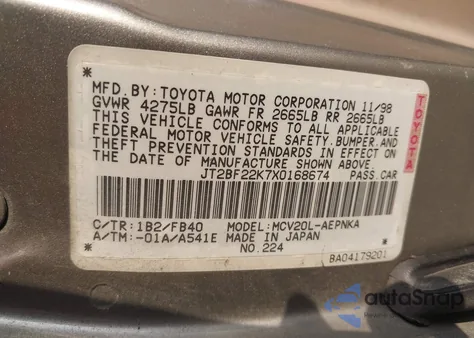 MFD. BY: TOYOTA MOTOR CORPORATION 11/98
GVWR 4275LB GAWR FR 2665LB RR 2665LB
THIS VEHICLE CONFORMS TO ALL APPLICABLE
FEDERAL MOTOR VEHICLE SAFETY, BUMPER, AND
THEFT PREVENTION STANDARDS IN EFFECT ON
THE DATE OF MANUFACTURE SHOWN ABOVE.
JT2BF22K7X0168674 PASS. CAR
C/TR: 1B2/FB40 MODEL: MCV20L-AEPNKA
A/TM: -01A/A541E MADE IN JAPAN
NO. 224
BA04179201
TOYOTA
autoSnap